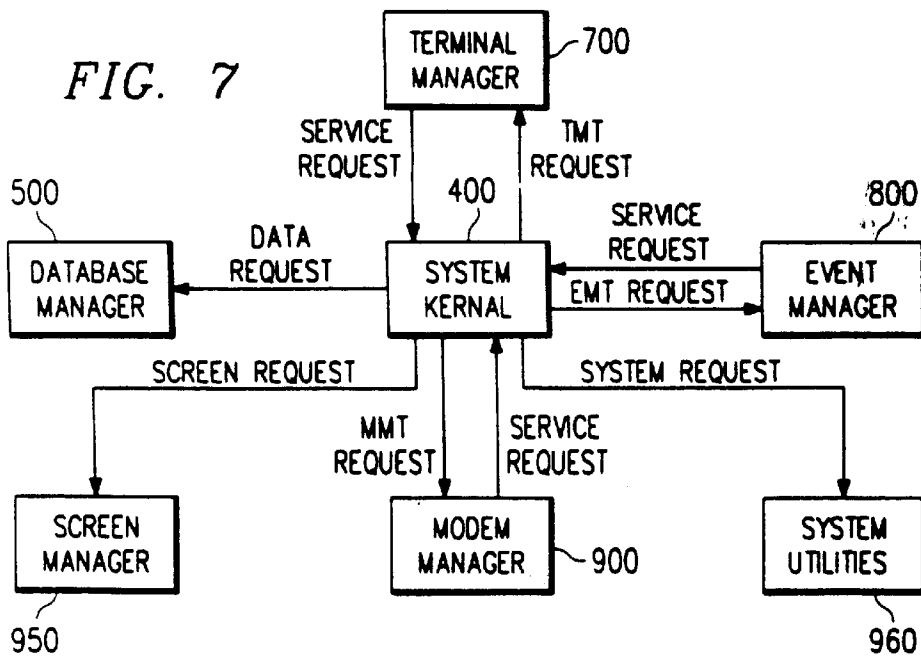 FIG. 7
TERMINAL
MANAGER
700
SERVICE
REQUEST
TMT
REQUEST
500
400
800
DATABASE
MANAGER
DATA
REQUEST
SYSTEM
KERNAL
SERVICE
REQUEST
EMT REQUEST
EVENT
MANAGER
SCREEN REQUEST
MMT
REQUEST
SERVICE
REQUEST
SYSTEM REQUEST
SCREEN
MANAGER
950
MODEM
MANAGER
900
SYSTEM
UTILITIES
960